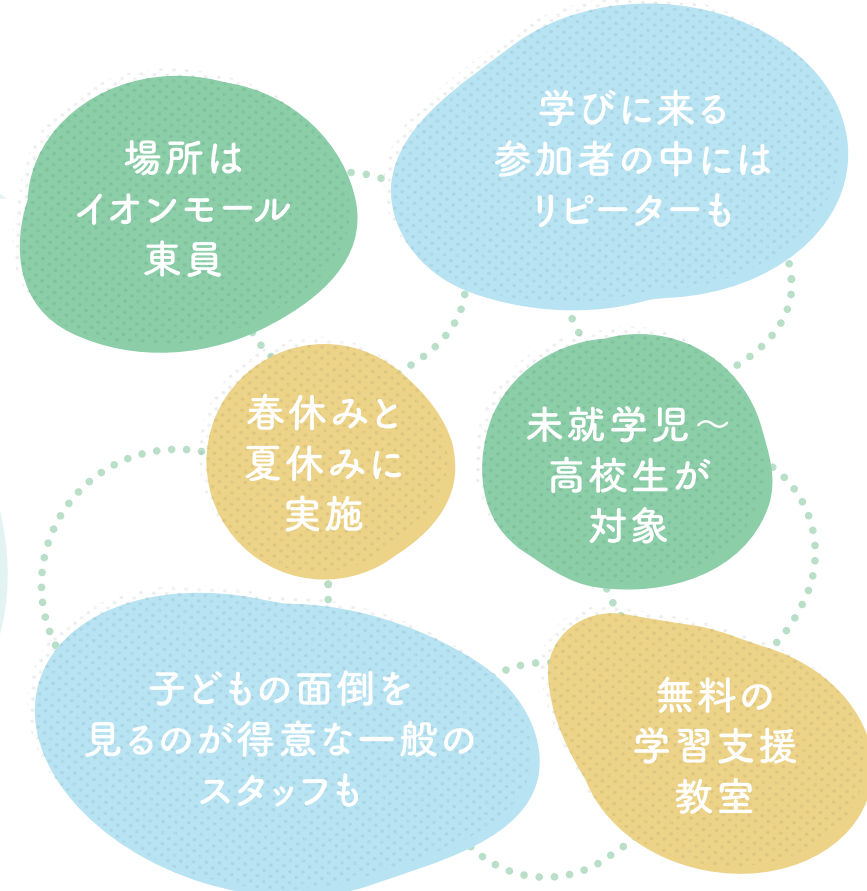 場所は
イオンモール
東員
学びに来る
参加者の中には
リピーターも
春休みと
夏休みに
実施
未就学児～
高校生が
対象
子どもの面倒を
見るのが得意な一般の
スタッフも
無料の
学習支援
教室